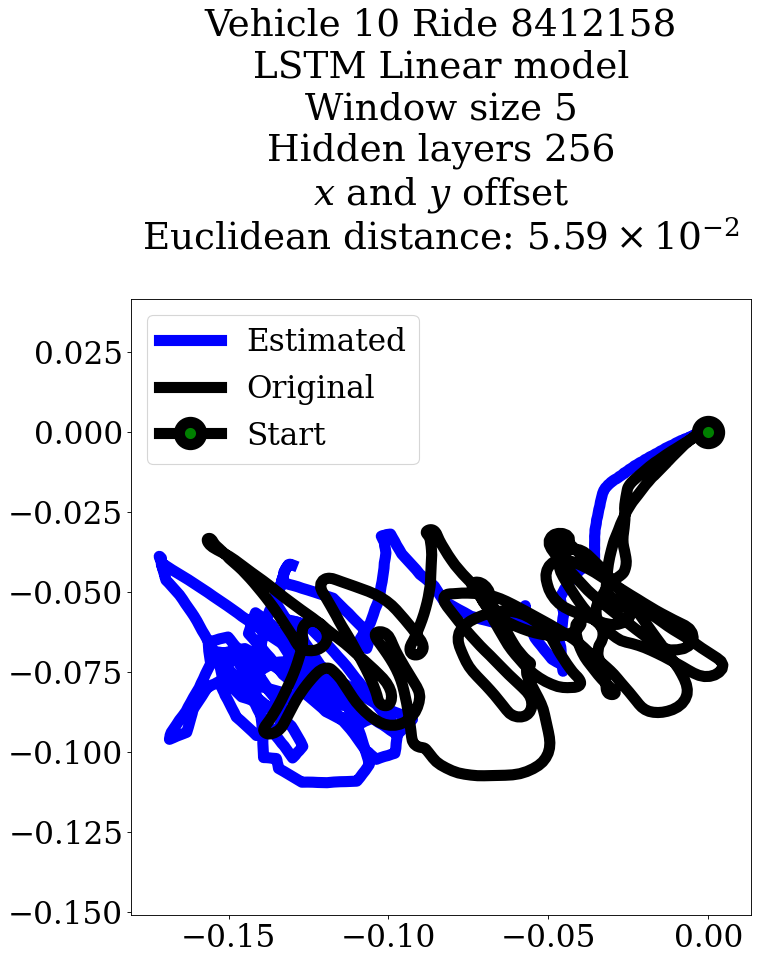 Vehicle 10 Ride 8412158
LSTM Linear model
Window size 5
Hidden layers 256
x and y offset
Euclidean distance: 5.59 × 10⁻²
Estimated
Original
Start
0.025
0.000
−0.025
−0.050
−0.075
−0.100
−0.125
−0.150
−0.15 −0.10 −0.05 0.00